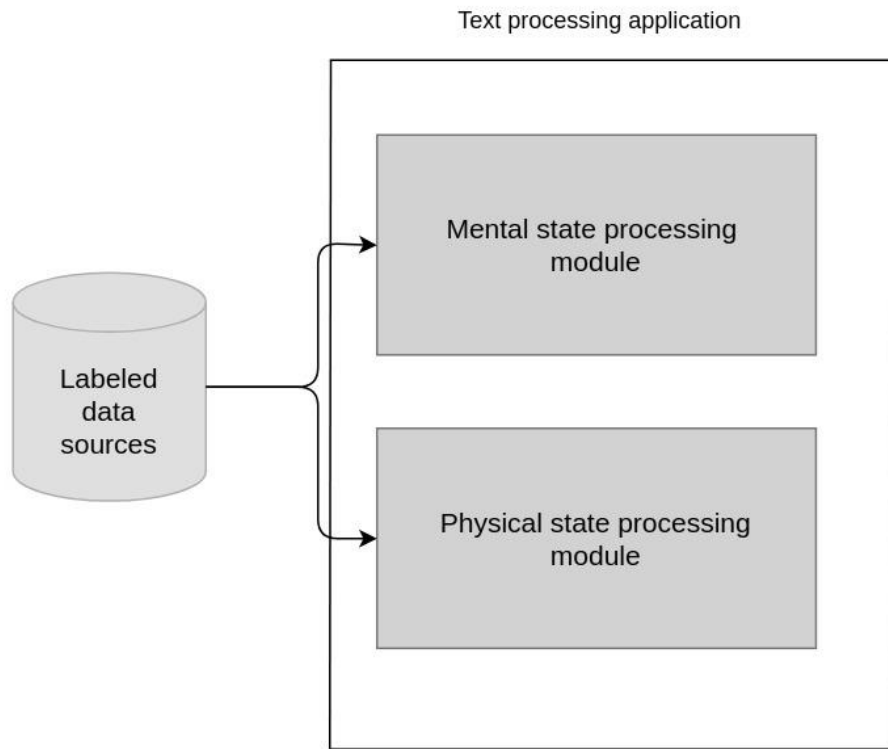 Text processing application
Mental state processing
module
Labeled
data
sources
Physical state processing
module